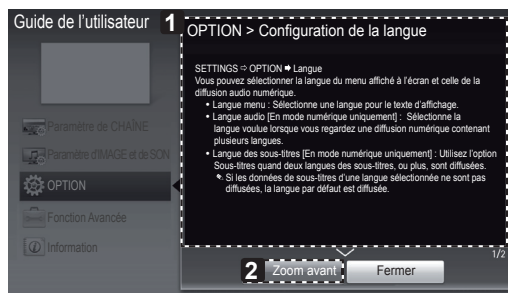 Guide de l'utilisateur
1
OPTION > Configuration de la langue
SETTINGS ⇨ OPTION ➡ Langue
Vous pouvez sélectionner la langue du menu affiché à l'écran et celle de la
diffusion audio numérique.
• Langue menu : Sélectionne une langue pour le texte d'affichage.
• Langue audio [En mode numérique uniquement] : Sélectionne la
langue voulue lorsque vous regardez une diffusion numérique contenant
plusieurs langues.
• Langue des sous-titres [En mode numérique uniquement] : Utilisez l'option
Sous-titres quand deux langues des sous-titres, ou plus, sont diffusées.
✎ Si les données de sous-titres d'une langue sélectionnée ne sont pas
diffusées, la langue par défaut est diffusée.
Paramètre de CHAÎNE
Paramètre d'IMAGE et de SON
OPTION
Fonction Avancée
Information
1/2
2
Zoom avant
Fermer